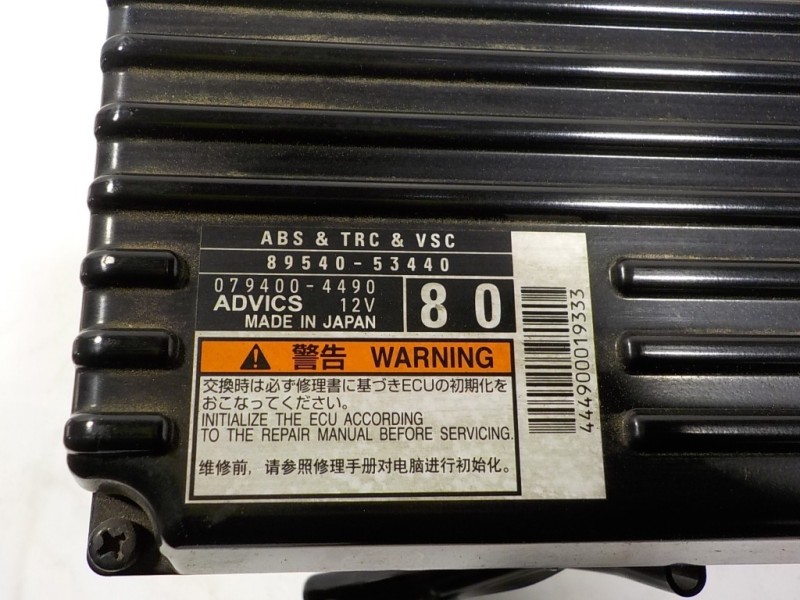 ABS & TRC & VSC
89540-53440
079400-4490
ADVICS 12V
MADE IN JAPAN
80
警告 WARNING
交換時は必ず修理書に基づきECUの初期化を
おこなってください。
INITIALIZE THE ECU ACCORDING
TO THE REPAIR MANUAL BEFORE SERVICING.
维修前，请参照修理手册对电脑进行初始化。
444900019333